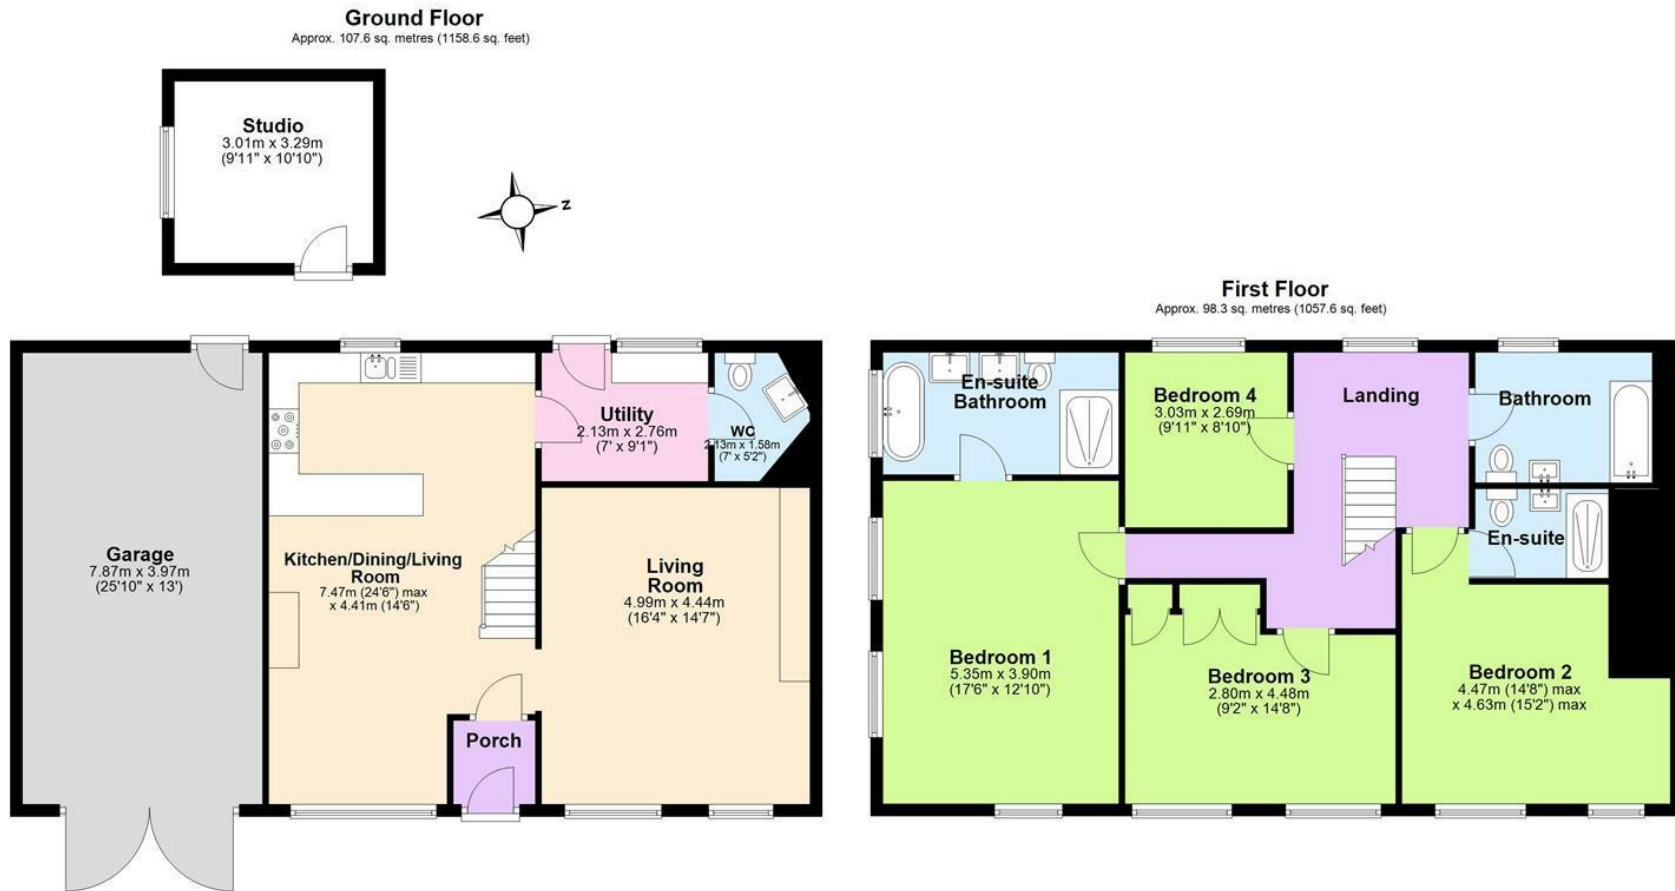 Ground Floor
Approx. 107.6 sq. metres (1158.6 sq. feet)
Studio
3.01m x 3.29m
(9'11" x 10'10")
N
Garage
7.87m x 3.97m
(25'10" x 13')
Kitchen/Dining/Living
Room
7.47m (24'6") max
x 4.41m (14'6")
Utility
2.13m x 2.76m
(7' x 9'1")
WC
2.13m x 1.58m
(7' x 5'2")
Living
Room
4.99m x 4.44m
(16'4" x 14'7")
Porch
First Floor
Approx. 98.3 sq. metres (1057.6 sq. feet)
En-suite
Bathroom
Bedroom 4
3.03m x 2.69m
(9'11" x 8'10")
Landing
Bathroom
En-suite
Bedroom 1
5.35m x 3.90m
(17'6" x 12'10")
Bedroom 3
2.80m x 4.48m
(9'2" x 14'8")
Bedroom 2
4.47m (14'8") max
x 4.63m (15'2") max